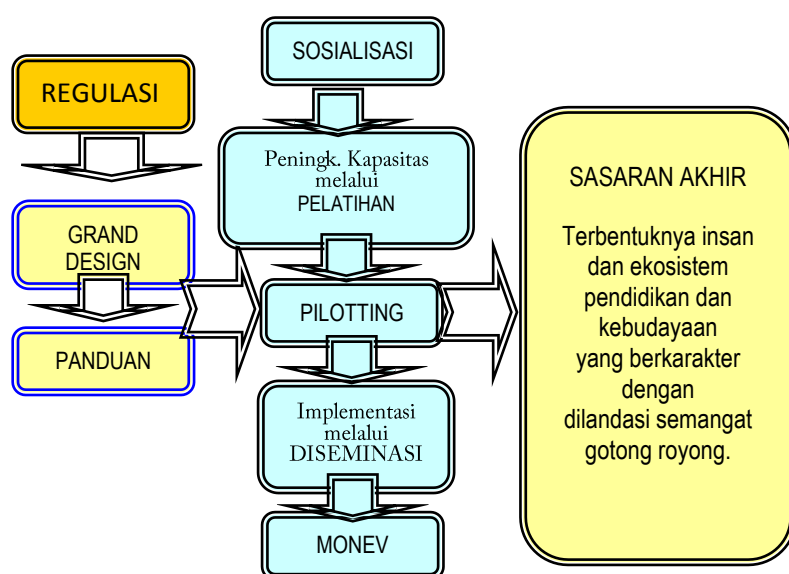 REGULASI
GRAND
DESIGN
PANDUAN
SOSIALISASI
Peningk. Kapasitas
melalui
PELATIHAN
PILOTTING
Implementasi
melalui
DISEMINASI
MONEV
SASARAN AKHIR
Terbentuknya insan
dan ekosistem
pendidikan dan
kebudayaan
yang berkarakter
dengan
dilandasi semangat
gotong royong.